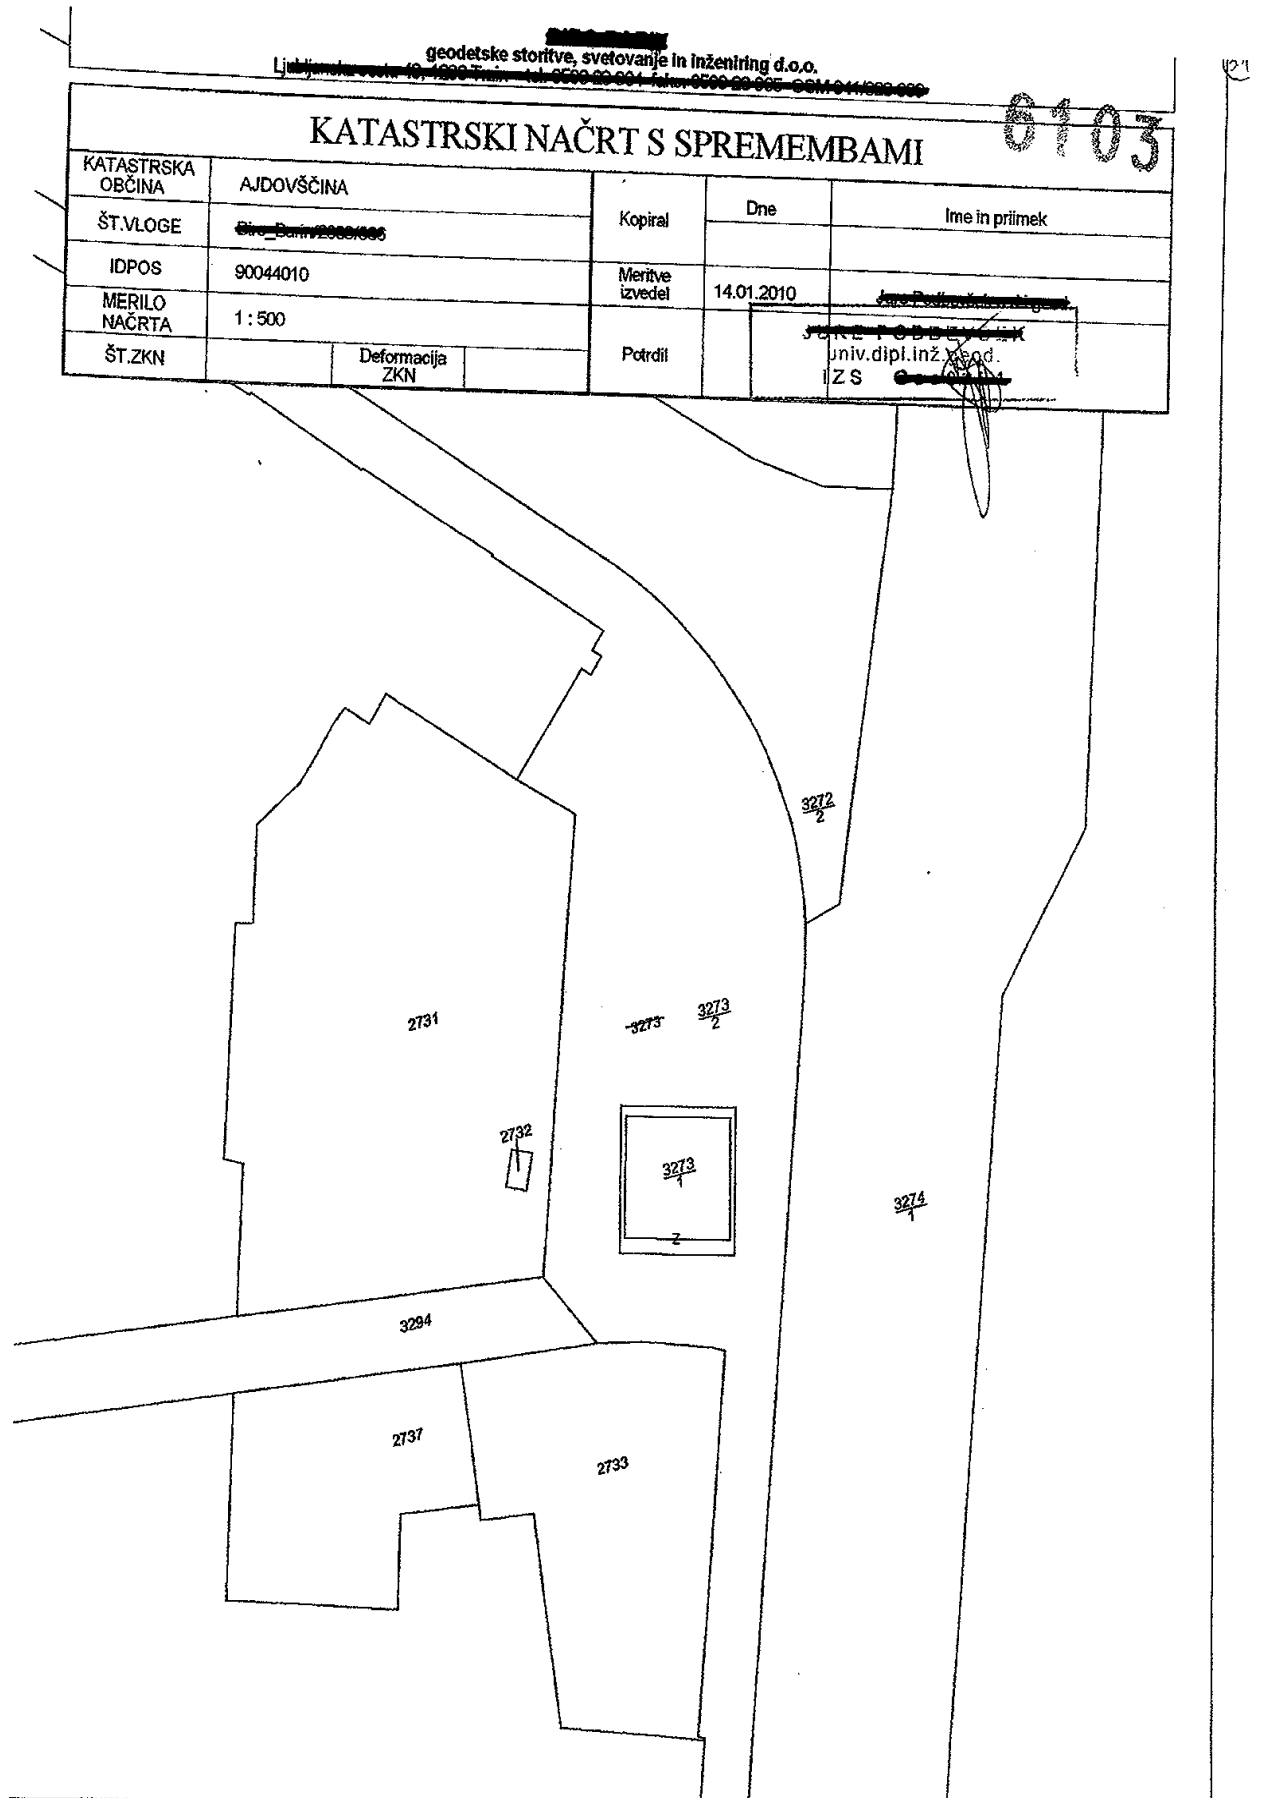 geodetske storitve, svetovanje in inženiring d.o.o.
6103
KATASTRSKI NAČRT S SPREMEMBAMI
KATASTRSKA OBČINA
AJDOVŠČINA
ŠT.VLOGE
IDPOS
90044010
MERILO NAČRTA
1 : 500
ŠT.ZKN
Deformacija ZKN
Kopiral
Dne
Ime in priimek
Meritve izvedel
14.01.2010
Potrdil
univ.dipl.inž.geod.
IZS
3272
2
2731
3273
3273
2
2732
3273
1
Z
3274
1
3294
2737
2733